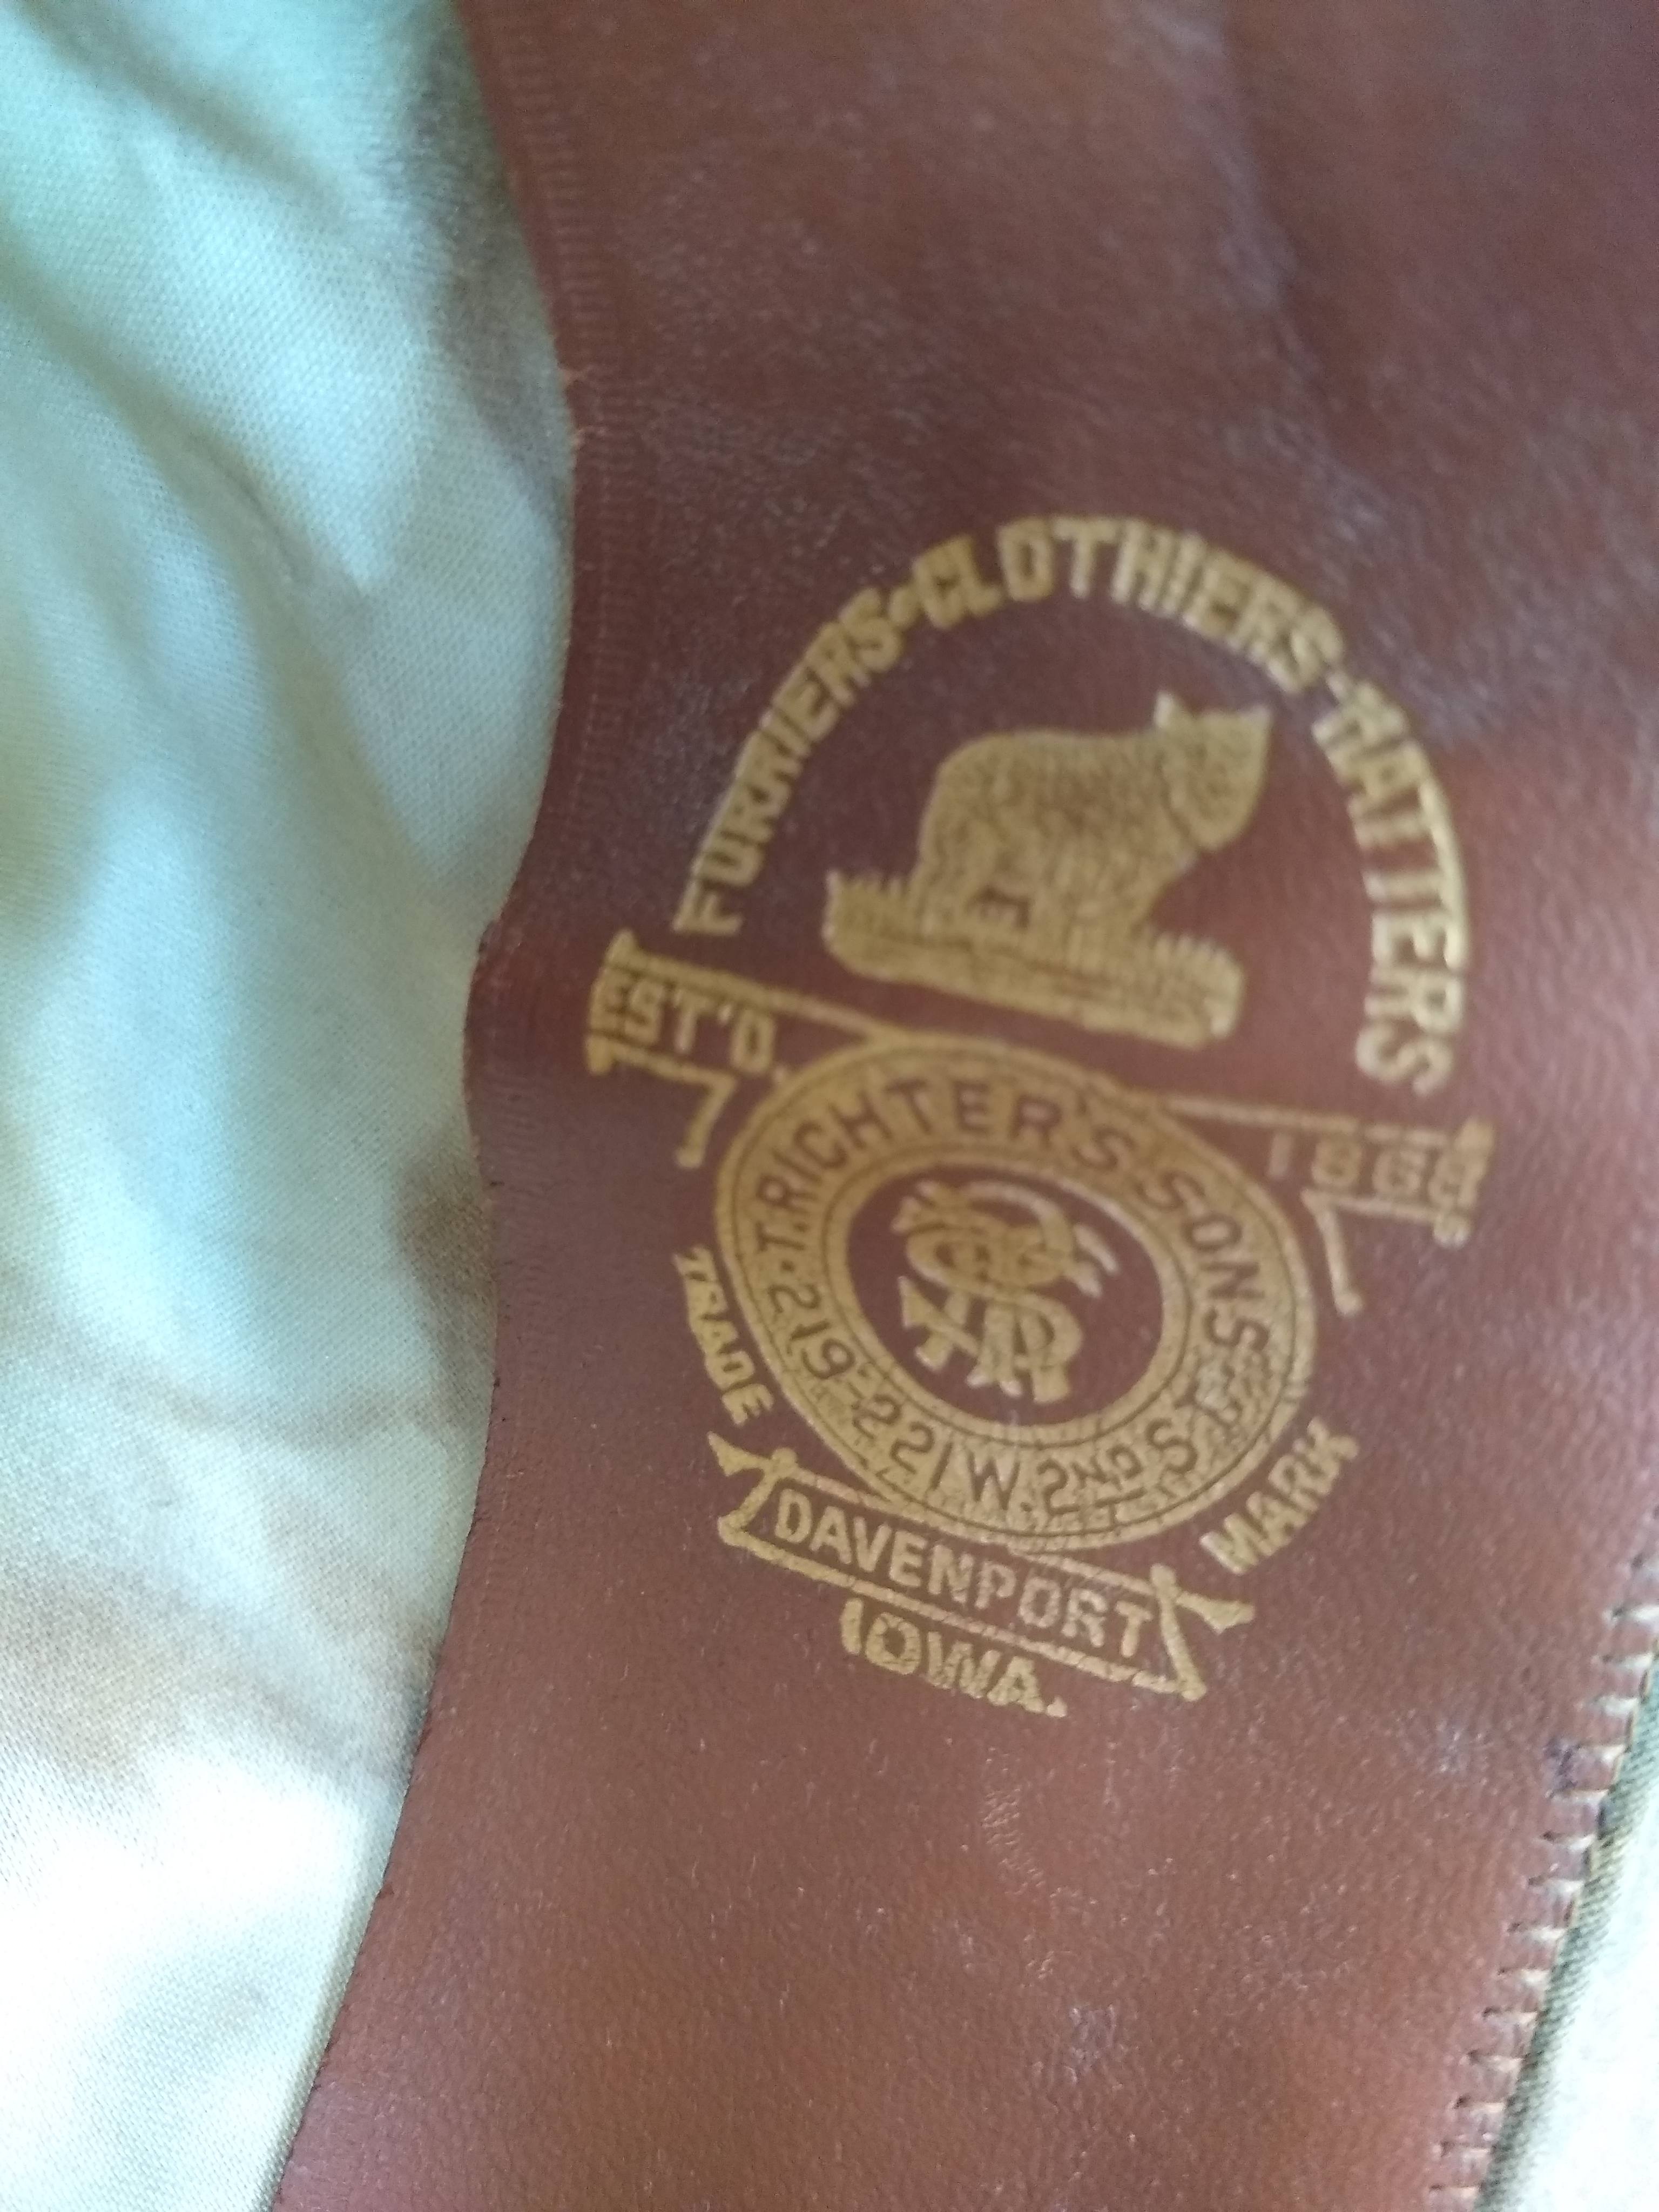 FURRIERS-CLOTHIERS-HATTERS
EST'D. 1868
T. RICHTER'S SONS
219-221 W. 2ND ST.
TRADE MARK
DAVENPORT
IOWA.